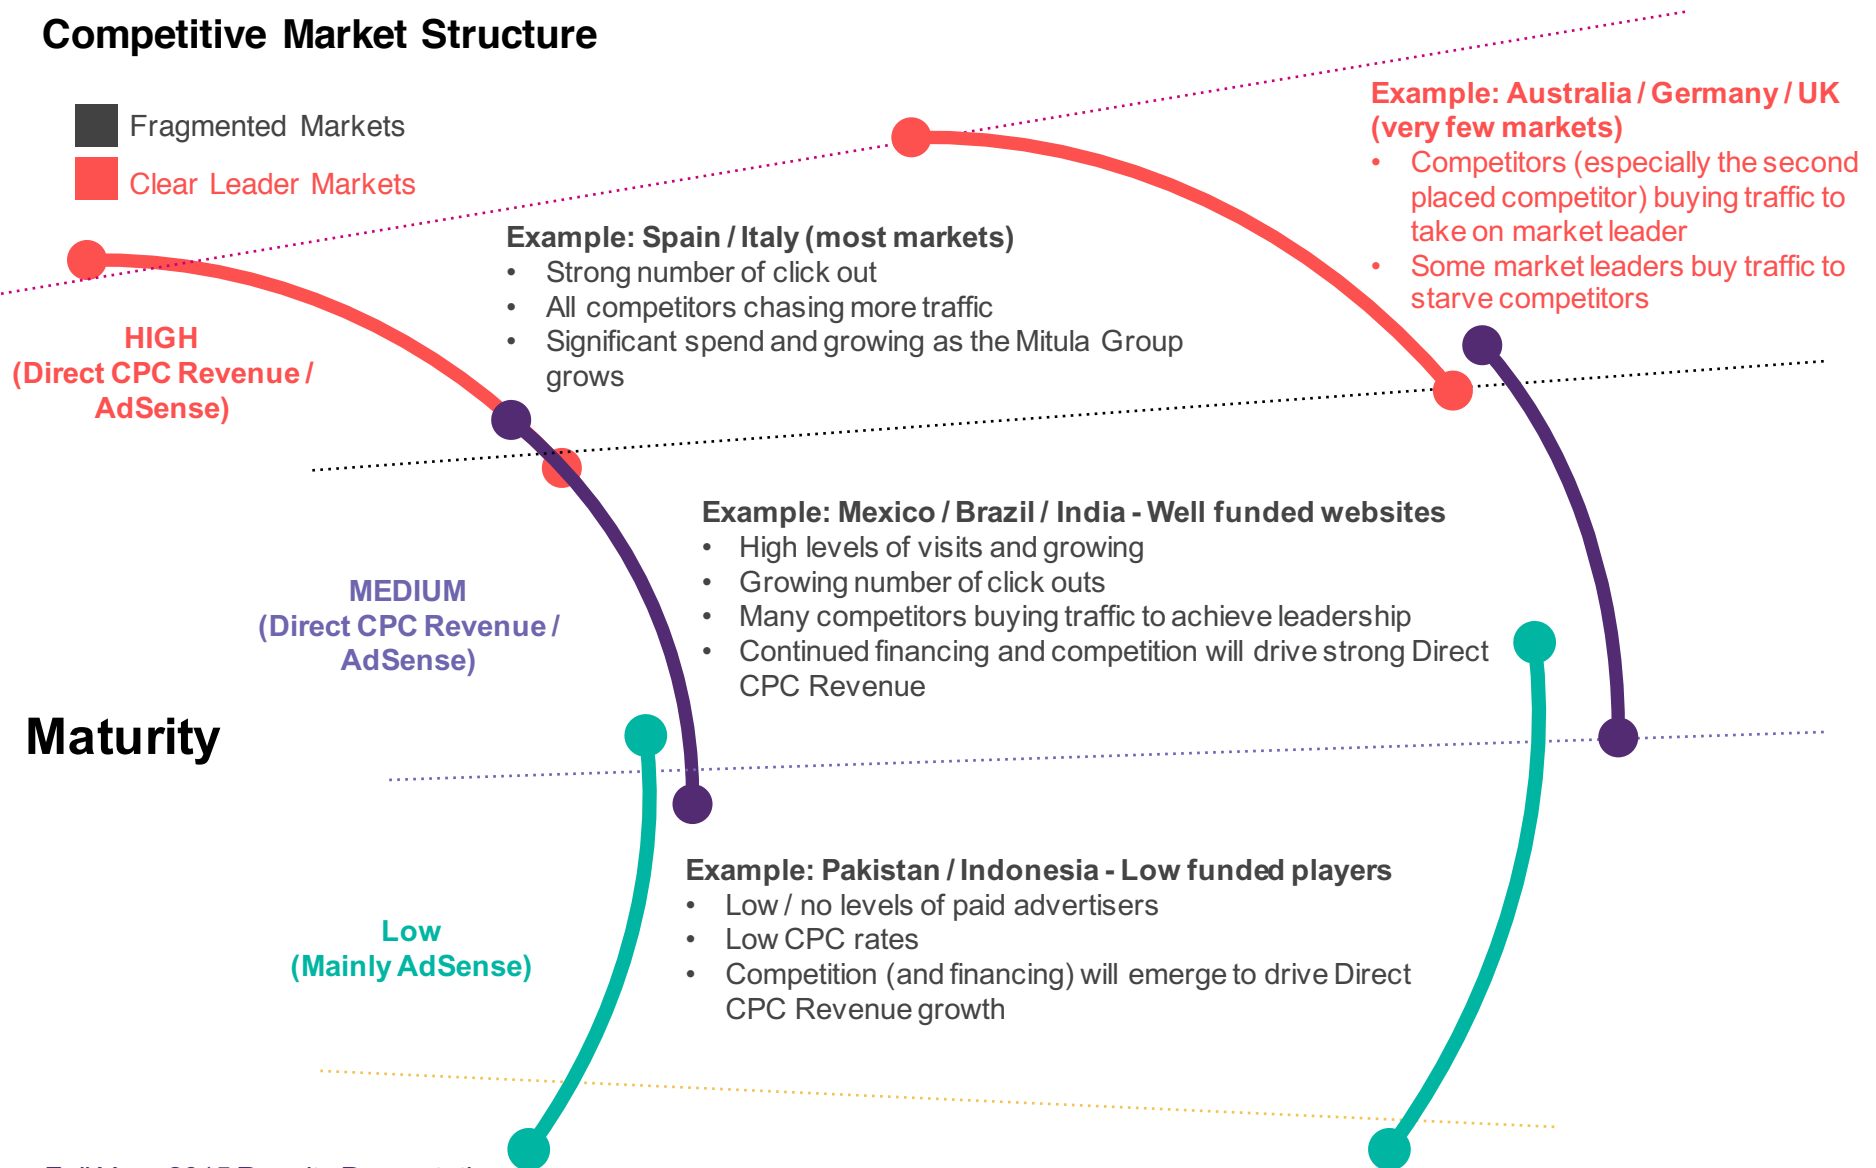 Competitive Market Structure
Fragmented Markets
Clear Leader Markets
Example: Australia / Germany / UK
(very few markets)
• Competitors (especially the second
placed competitor) buying traffic to
take on market leader
• Some market leaders buy traffic to
starve competitors
Example: Spain / Italy (most markets)
• Strong number of click out
• All competitors chasing more traffic
• Significant spend and growing as the Mitula Group
grows
HIGH
(Direct CPC Revenue /
AdSense)
Example: Mexico / Brazil / India - Well funded websites
• High levels of visits and growing
• Growing number of click outs
• Many competitors buying traffic to achieve leadership
• Continued financing and competition will drive strong Direct
CPC Revenue
MEDIUM
(Direct CPC Revenue /
AdSense)
Maturity
Example: Pakistan / Indonesia - Low funded players
• Low / no levels of paid advertisers
• Low CPC rates
• Competition (and financing) will emerge to drive Direct
CPC Revenue growth
Low
(Mainly AdSense)